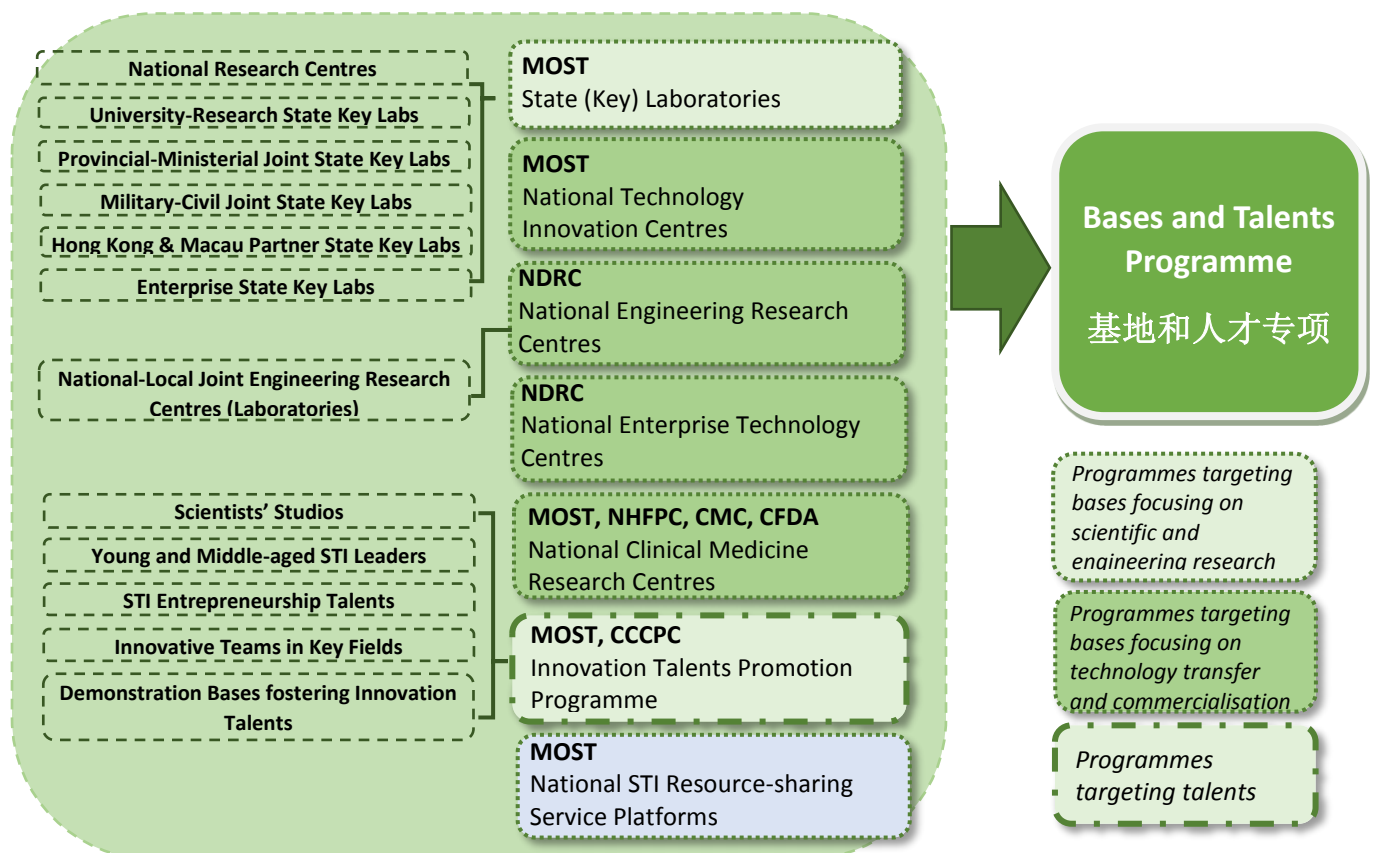 National Research Centres
University-Research State Key Labs
Provincial-Ministerial Joint State Key Labs
Military-Civil Joint State Key Labs
Hong Kong & Macau Partner State Key Labs
Enterprise State Key Labs
National-Local Joint Engineering Research
Centres (Laboratories)
Scientists’ Studios
Young and Middle-aged STI Leaders
STI Entrepreneurship Talents
Innovative Teams in Key Fields
Demonstration Bases fostering Innovation
Talents
MOST
State (Key) Laboratories
MOST
National Technology
Innovation Centres
NDRC
National Engineering Research
Centres
NDRC
National Enterprise Technology
Centres
MOST, NHFPC, CMC, CFDA
National Clinical Medicine
Research Centres
MOST, CCCPC
Innovation Talents Promotion
Programme
MOST
National STI Resource-sharing
Service Platforms
Bases and Talents
Programme
基地和人才专项
Programmes targeting
bases focusing on
scientific and
engineering research
Programmes targeting
bases focusing on
technology transfer
and commercialisation
Programmes
targeting talents